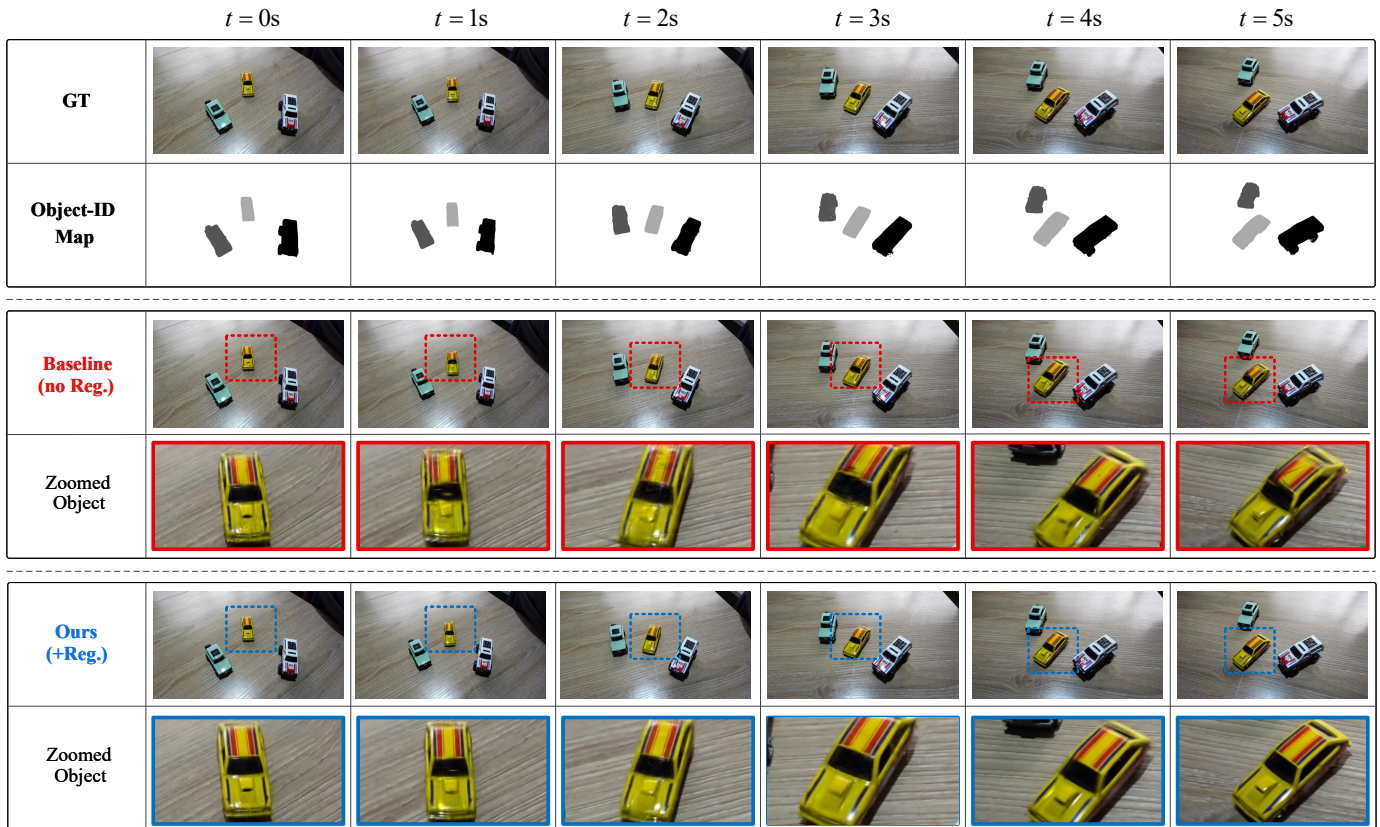 t = 0s t = 1s t = 2s t = 3s t = 4s t = 5s
GT
Object-ID
Map
Baseline
(no Reg.)
Zoomed
Object
Ours
(+Reg.)
Zoomed
Object